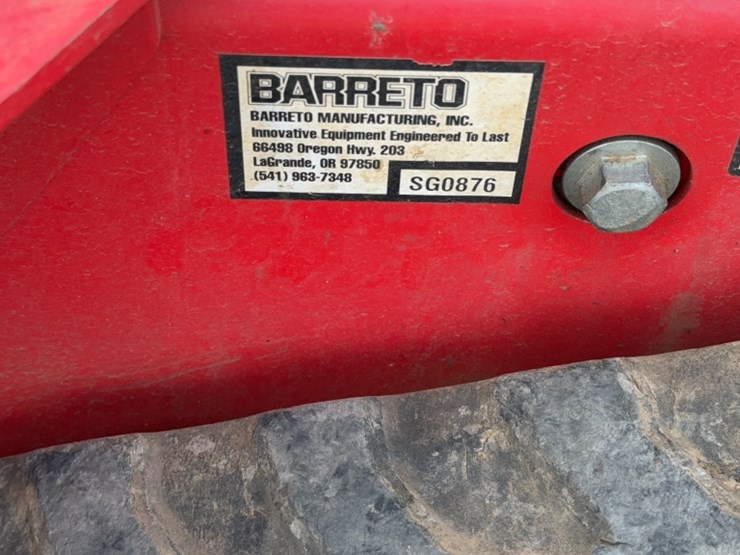 BARRETO
BARRETO MANUFACTURING, INC.
Innovative Equipment Engineered To Last
66498 Oregon Hwy. 203
LaGrande, OR 97850
(541) 963-7348
SG0876